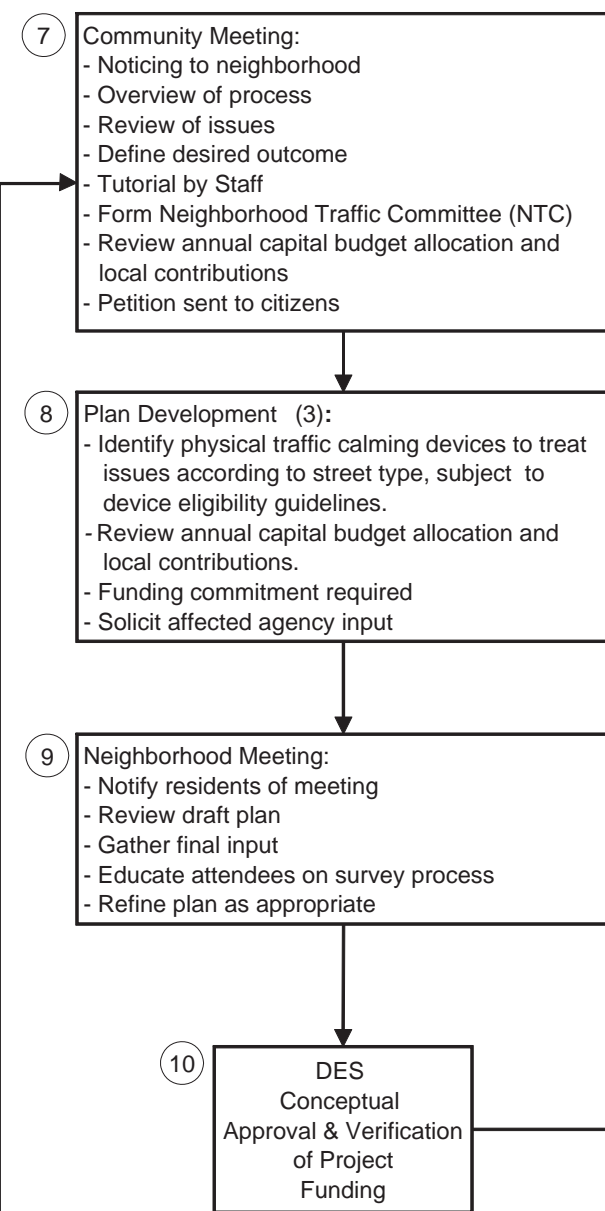 7
Community Meeting:
- Noticing to neighborhood
- Overview of process
- Review of issues
- Define desired outcome
- Tutorial by Staff
- Form Neighborhood Traffic Committee (NTC)
- Review annual capital budget allocation and
local contributions
- Petition sent to citizens
8
Plan Development (3):
- Identify physical traffic calming devices to treat
issues according to street type, subject to
device eligibility guidelines.
- Review annual capital budget allocation and
local contributions.
- Funding commitment required
- Solicit affected agency input
9
Neighborhood Meeting:
- Notify residents of meeting
- Review draft plan
- Gather final input
- Educate attendees on survey process
- Refine plan as appropriate
10
DES
Conceptual
Approval & Verification
of Project
Funding